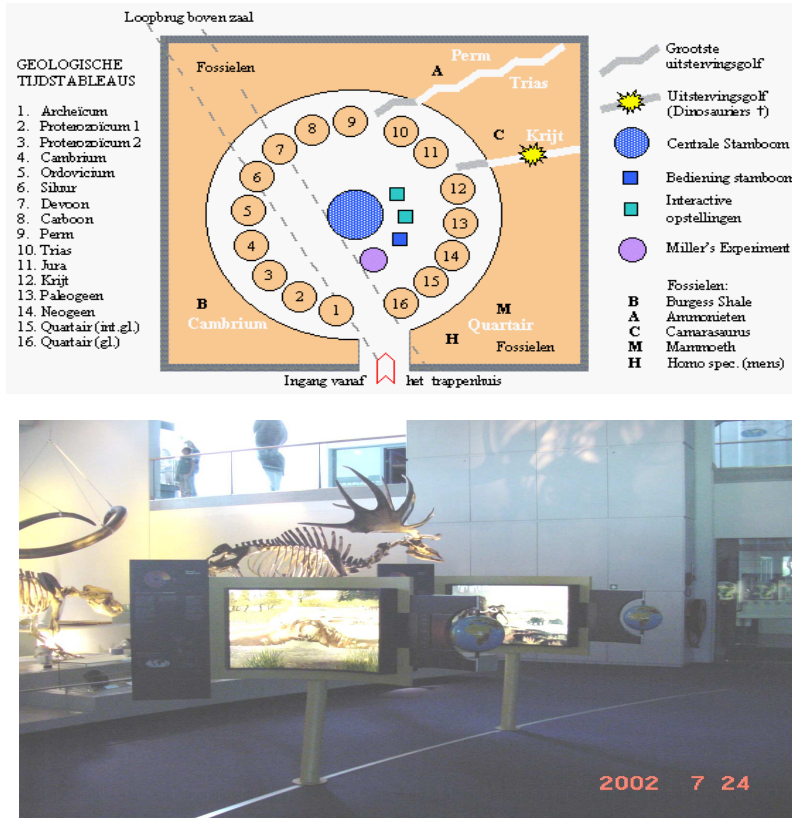 Loopbrug boven zaal
GEOLOGISCHE
TIJDSTABLEAUS
1. Archeïcum
2. Proterozoïcum 1
3. Proterozoïcum 2
4. Cambrium
5. Ordovicium
6. Siluur
7. Devoon
8. Carboon
9. Perm
10. Trias
11. Jura
12. Krijt
13. Paleogeen
14. Neogeen
15. Quartair (int.gl.)
16. Quartair (gl.)
Fossielen
Perm
A
Trias
C
Krijt
9
8
10
7
11
6
12
5
13
4
14
3
15
2
16
1
B
Cambrium
M
Quartair
H
Fossielen
Ingang vanaf het trappenhuis
Grootste
uitstervingsgolf
Uitstervingsgolf
(Dinosauriers †)
Centrale Stamboom
Bediening stamboom
Interactive
opstellingen
Miller's Experiment
Fossielen:
B Burgess Shale
A Ammonieten
C Camarasaurus
M Mammoeth
H Homo spec. (mens)
2002 7 24